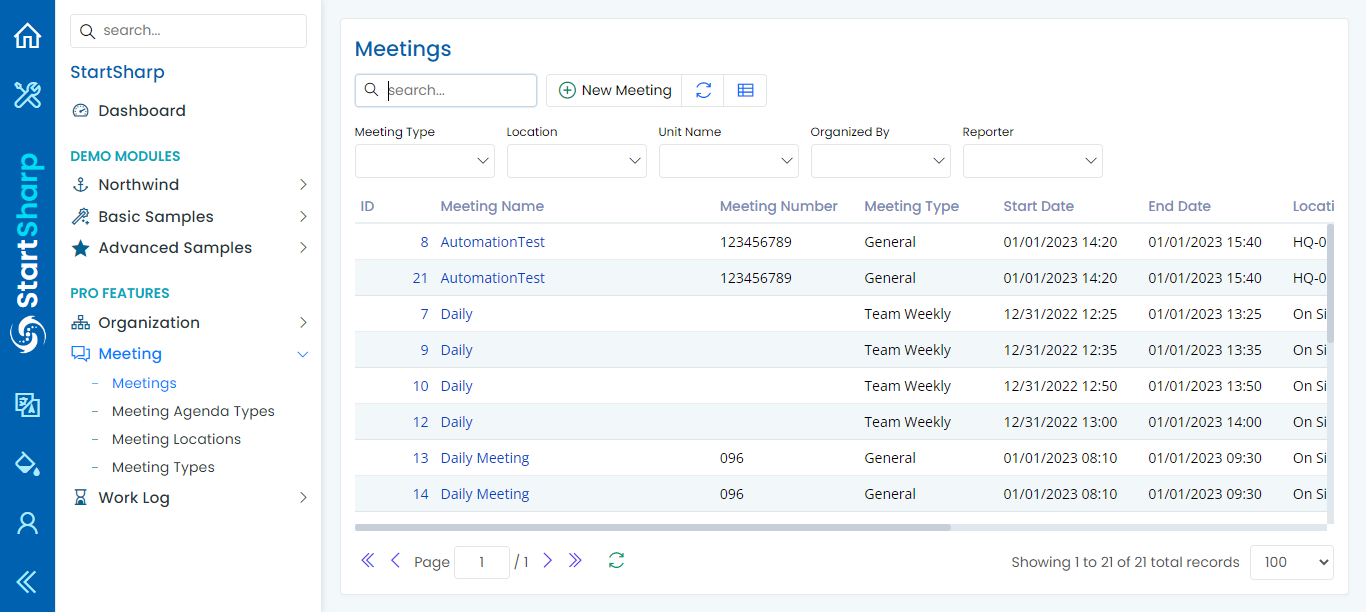 StartSharp
search...
StartSharp
Dashboard
DEMO MODULES
Northwind
Basic Samples
Advanced Samples
PRO FEATURES
Organization
Meeting
Meetings
Meeting Agenda Types
Meeting Locations
Meeting Types
Work Log
Meetings
search...
New Meeting
Meeting Type Location Unit Name Organized By Reporter
ID Meeting Name Meeting Number Meeting Type Start Date End Date Locati
8 AutomationTest 123456789 General 01/01/2023 14:20 01/01/2023 15:40 HQ-0
21 AutomationTest 123456789 General 01/01/2023 14:20 01/01/2023 15:40 HQ-0
7 Daily Team Weekly 12/31/2022 12:25 01/01/2023 13:25 On Si
9 Daily Team Weekly 12/31/2022 12:35 01/01/2023 13:35 On Si
10 Daily Team Weekly 12/31/2022 12:50 01/01/2023 13:50 On Si
12 Daily Team Weekly 12/31/2022 13:00 01/01/2023 14:00 On Si
13 Daily Meeting 096 General 01/01/2023 08:10 01/01/2023 09:30 On Si
14 Daily Meeting 096 General 01/01/2023 08:10 01/01/2023 09:30 On Si
Page 1 / 1 Showing 1 to 21 of 21 total records 100